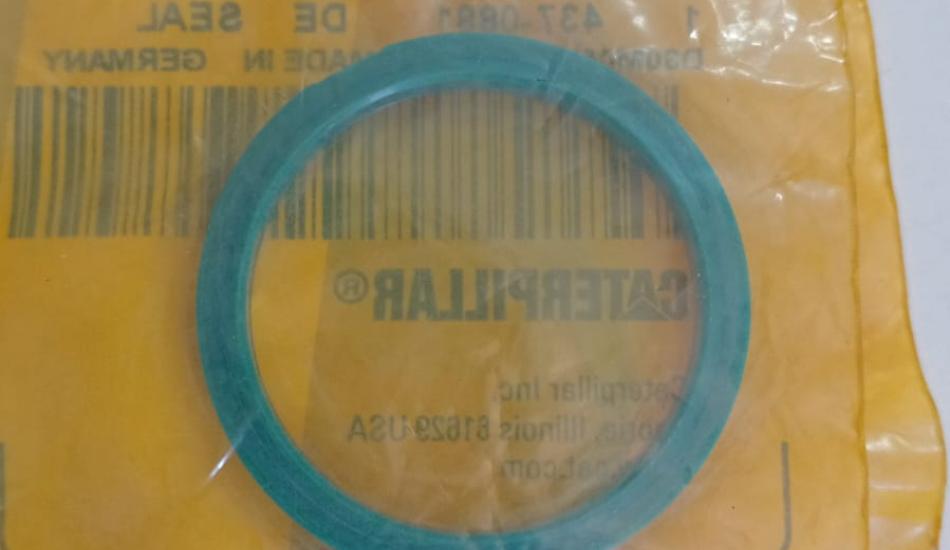 1 437-0881 DE SEAL
MADE IN GERMANY
CATERPILLAR®
Caterpillar Inc.
Illinois 61629 USA